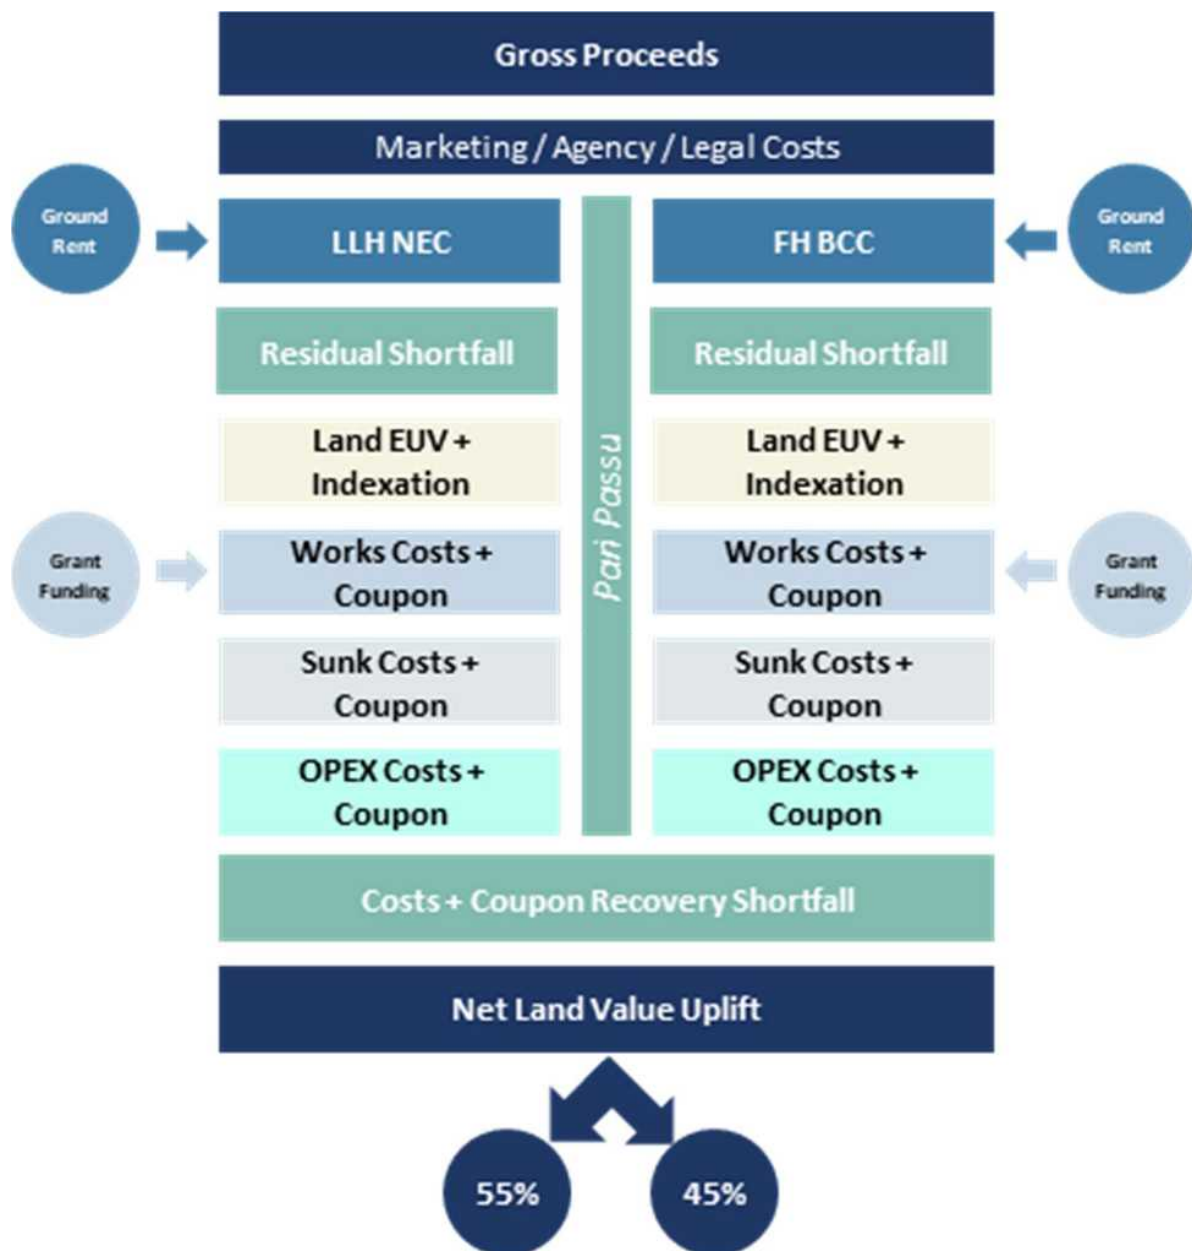 Gross Proceeds
Marketing / Agency / Legal Costs
Ground
Rent
LLH NEC
FH BCC
Ground
Rent
Residual Shortfall
Residual Shortfall
Pari Passu
Land EUV +
Indexation
Land EUV +
Indexation
Grant
Funding
Works Costs +
Coupon
Works Costs +
Coupon
Grant
Funding
Sunk Costs +
Coupon
Sunk Costs +
Coupon
OPEX Costs +
Coupon
OPEX Costs +
Coupon
Costs + Coupon Recovery Shortfall
Net Land Value Uplift
55%
45%